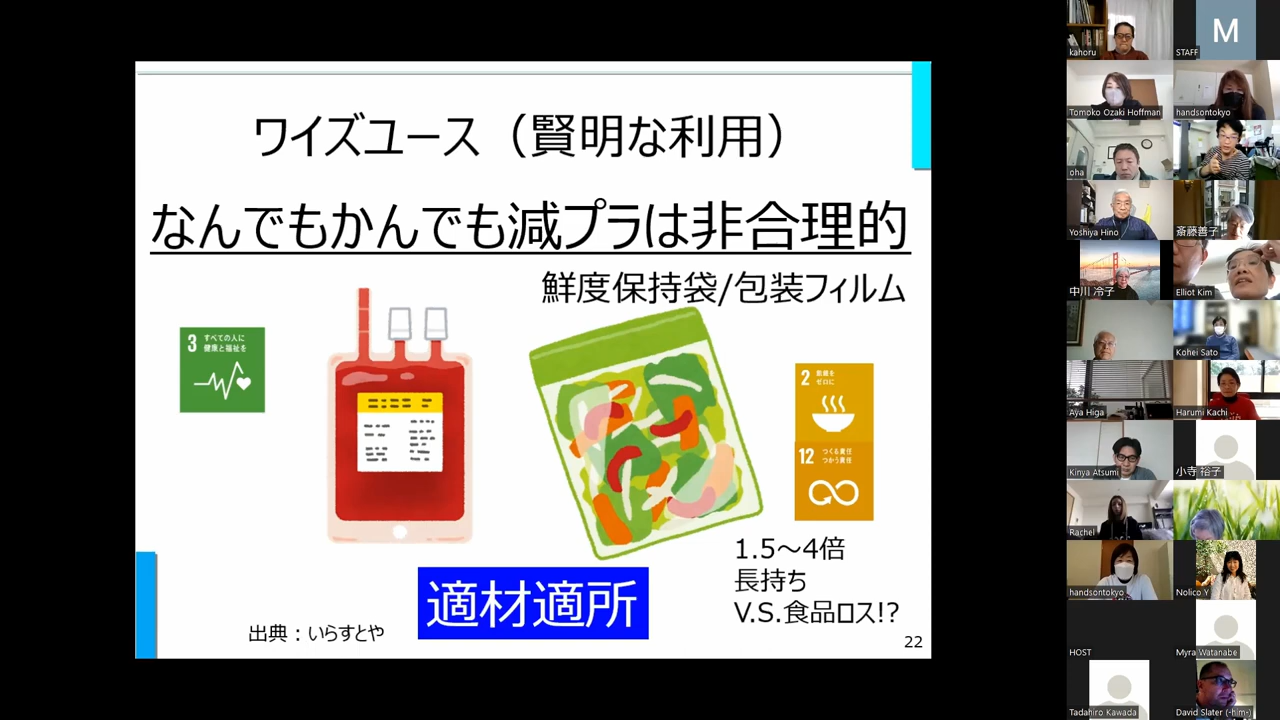 ワイズユース（賢明な利用）
なんでもかんでも減プラは非合理的
鮮度保持袋/包装フィルム
3 すべての人に
健康と福祉を
2 飢餓を
ゼロに
12 つくる責任
つかう責任
1.5～4倍
長持ち
V.S.食品ロス!?
適材適所
出典：いらすとや
22
kahoru
M
STAFF
Tomoko Ozaki Hoffman
handsontokyo
oha
Yoshiya Hino
斎藤善子
中川 冷子
Elliot Kim
Kohei Sato
Aya Higa
Harumi Kachi
Kinya Atsumi
小寺 裕子
Rachel
handsontokyo
Nolico Y
HOST
Myra Watanabe
Tadahiro Kawada
David Slater (-him-)